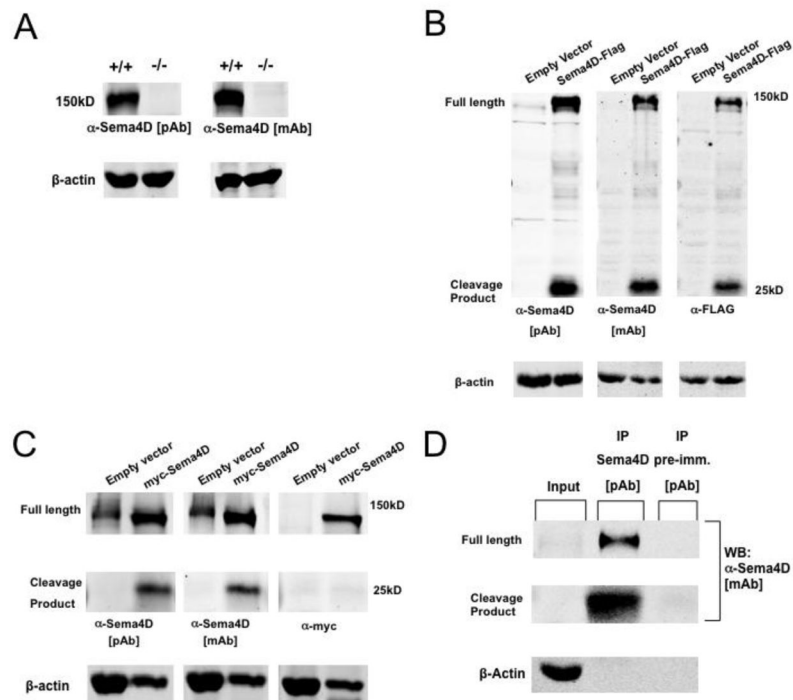 A
+/+ -/- +/+ -/-
150kD
α-Sema4D [pAb] α-Sema4D [mAb]
β-actin
B
Empty Vector Sema4D-Flag Empty Vector Sema4D-Flag Empty Vector Sema4D-Flag
Full length 150kD
Cleavage
Product
25kD
α-Sema4D
[pAb]
α-Sema4D
[mAb]
α-FLAG
β-actin
C
Empty vector myc-Sema4D Empty vector myc-Sema4D Empty vector myc-Sema4D
Full length 150kD
Cleavage
Product
25kD
α-Sema4D
[pAb]
α-Sema4D
[mAb]
α-myc
β-actin
D
IP IP
Sema4D pre-imm.
Input [pAb] [pAb]
Full length
WB:
α-Sema4D
[mAb]
Cleavage
Product
β-Actin